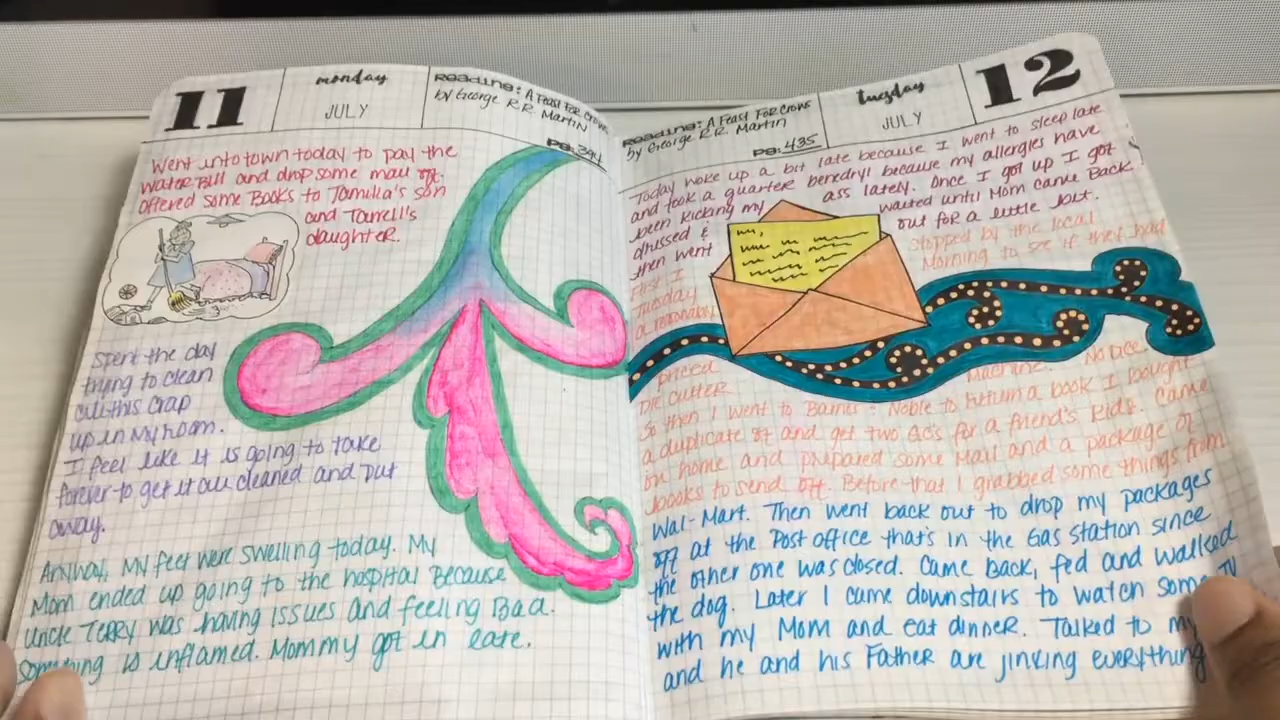 11
monday
JULY
Reading: A Feast For Crows
by George R.R. Martin
PG: 394
Went into town today to pay the
water Bill and drop some mail off.
Offered some Books to Jamilla's son
and Tarrell's
daughter.
Spent the day
trying to clean
all this crap
up in my room.
I feel like it is going to take
forever to get it all cleaned and put
away.
Anyway, My feet were swelling today. My
Mom ended up going to the hospital Because
Uncle TERRY was having issues and feeling Bad.
Something is inflamed. Mommy got in late.
Reading: A Feast For Crows
by George R.R. Martin
PG: 435
tuesday
JULY
12
Today woke up a bit late because I went to sleep late
and took a quarter benedryl because my allergies have
been kicking my ass lately. Once I got up I got
dressed & waited until Mom came Back.
then went out for a little bit.
First I stopped by the local
Tuesday Morning to see if they had
a reasonably
priced
Die cutter Machine. No Dice.
So then I went to Barnes & Noble to return a book I bought
a duplicate of and get two GC's for a friend's kids. Came
on home and prepared some Mail and a package of
books to send off. Before that I grabbed some things from
Wal-Mart. Then went back out to drop my packages
off at the Post office that's in the Gas station since
the other one was closed. Came Back, fed and walked
the dog. Later I came downstairs to watch some TV
with my Mom and eat dinner. Talked to my
and he and his Father are jinxing everything